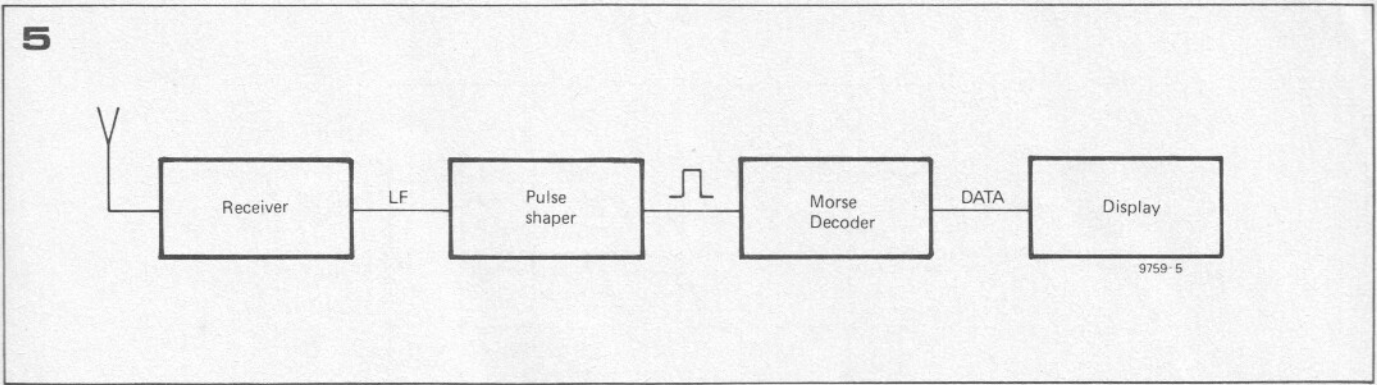 5
Receiver
LF
Pulse
shaper
Morse
Decoder
DATA
Display
9759-5